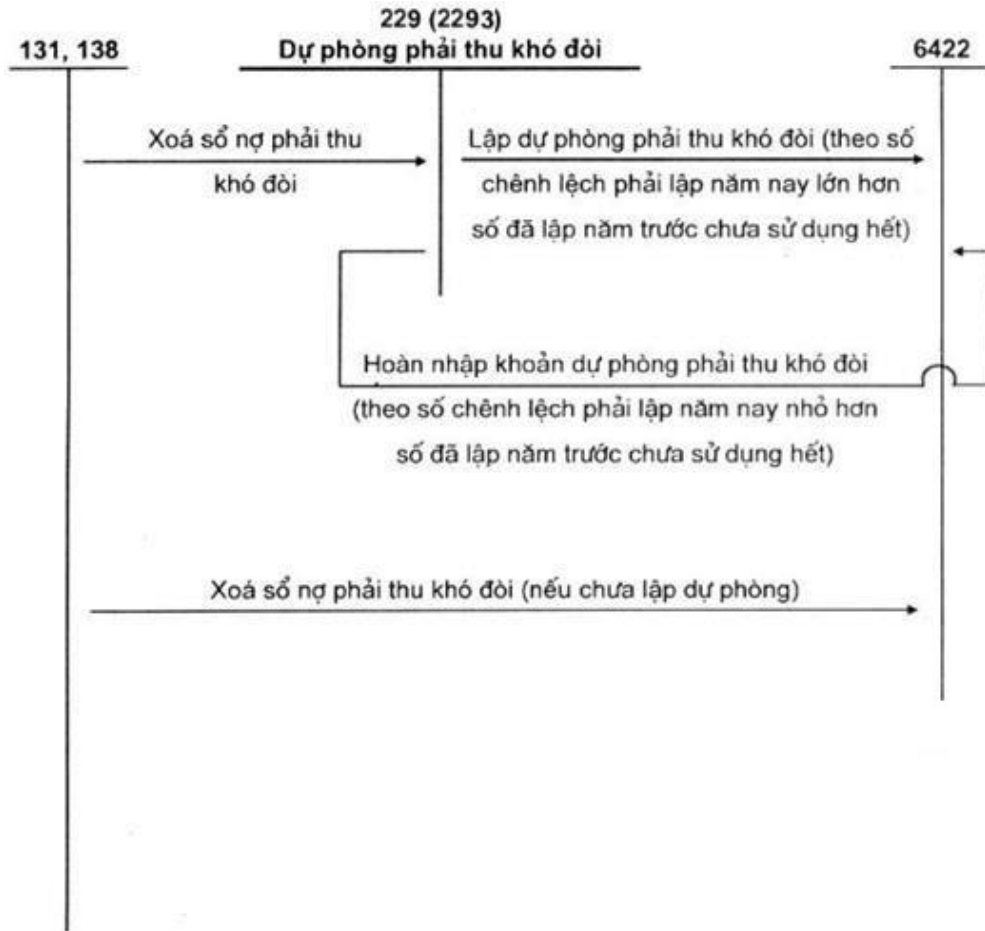 229 (2293)
131, 138 Dự phòng phải thu khó đòi 6422
Xoá sổ nợ phải thu
khó đòi
Lập dự phòng phải thu khó đòi (theo số
chênh lệch phải lập năm nay lớn hơn
số đã lập năm trước chưa sử dụng hết)
Hoàn nhập khoản dự phòng phải thu khó đòi
(theo số chênh lệch phải lập năm nay nhỏ hơn
số đã lập năm trước chưa sử dụng hết)
Xoá sổ nợ phải thu khó đòi (nếu chưa lập dự phòng)